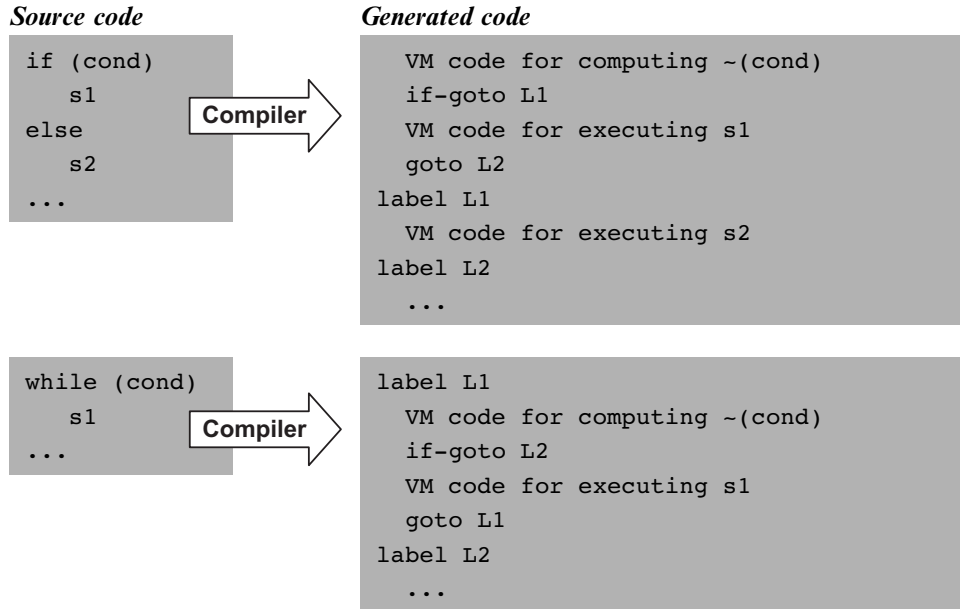 Source code
Generated code
if (cond)
s1
else
s2
...
Compiler
VM code for computing ~(cond)
if-goto L1
VM code for executing s1
goto L2
label L1
VM code for executing s2
label L2
...
while (cond)
s1
...
Compiler
label L1
VM code for computing ~(cond)
if-goto L2
VM code for executing s1
goto L1
label L2
...